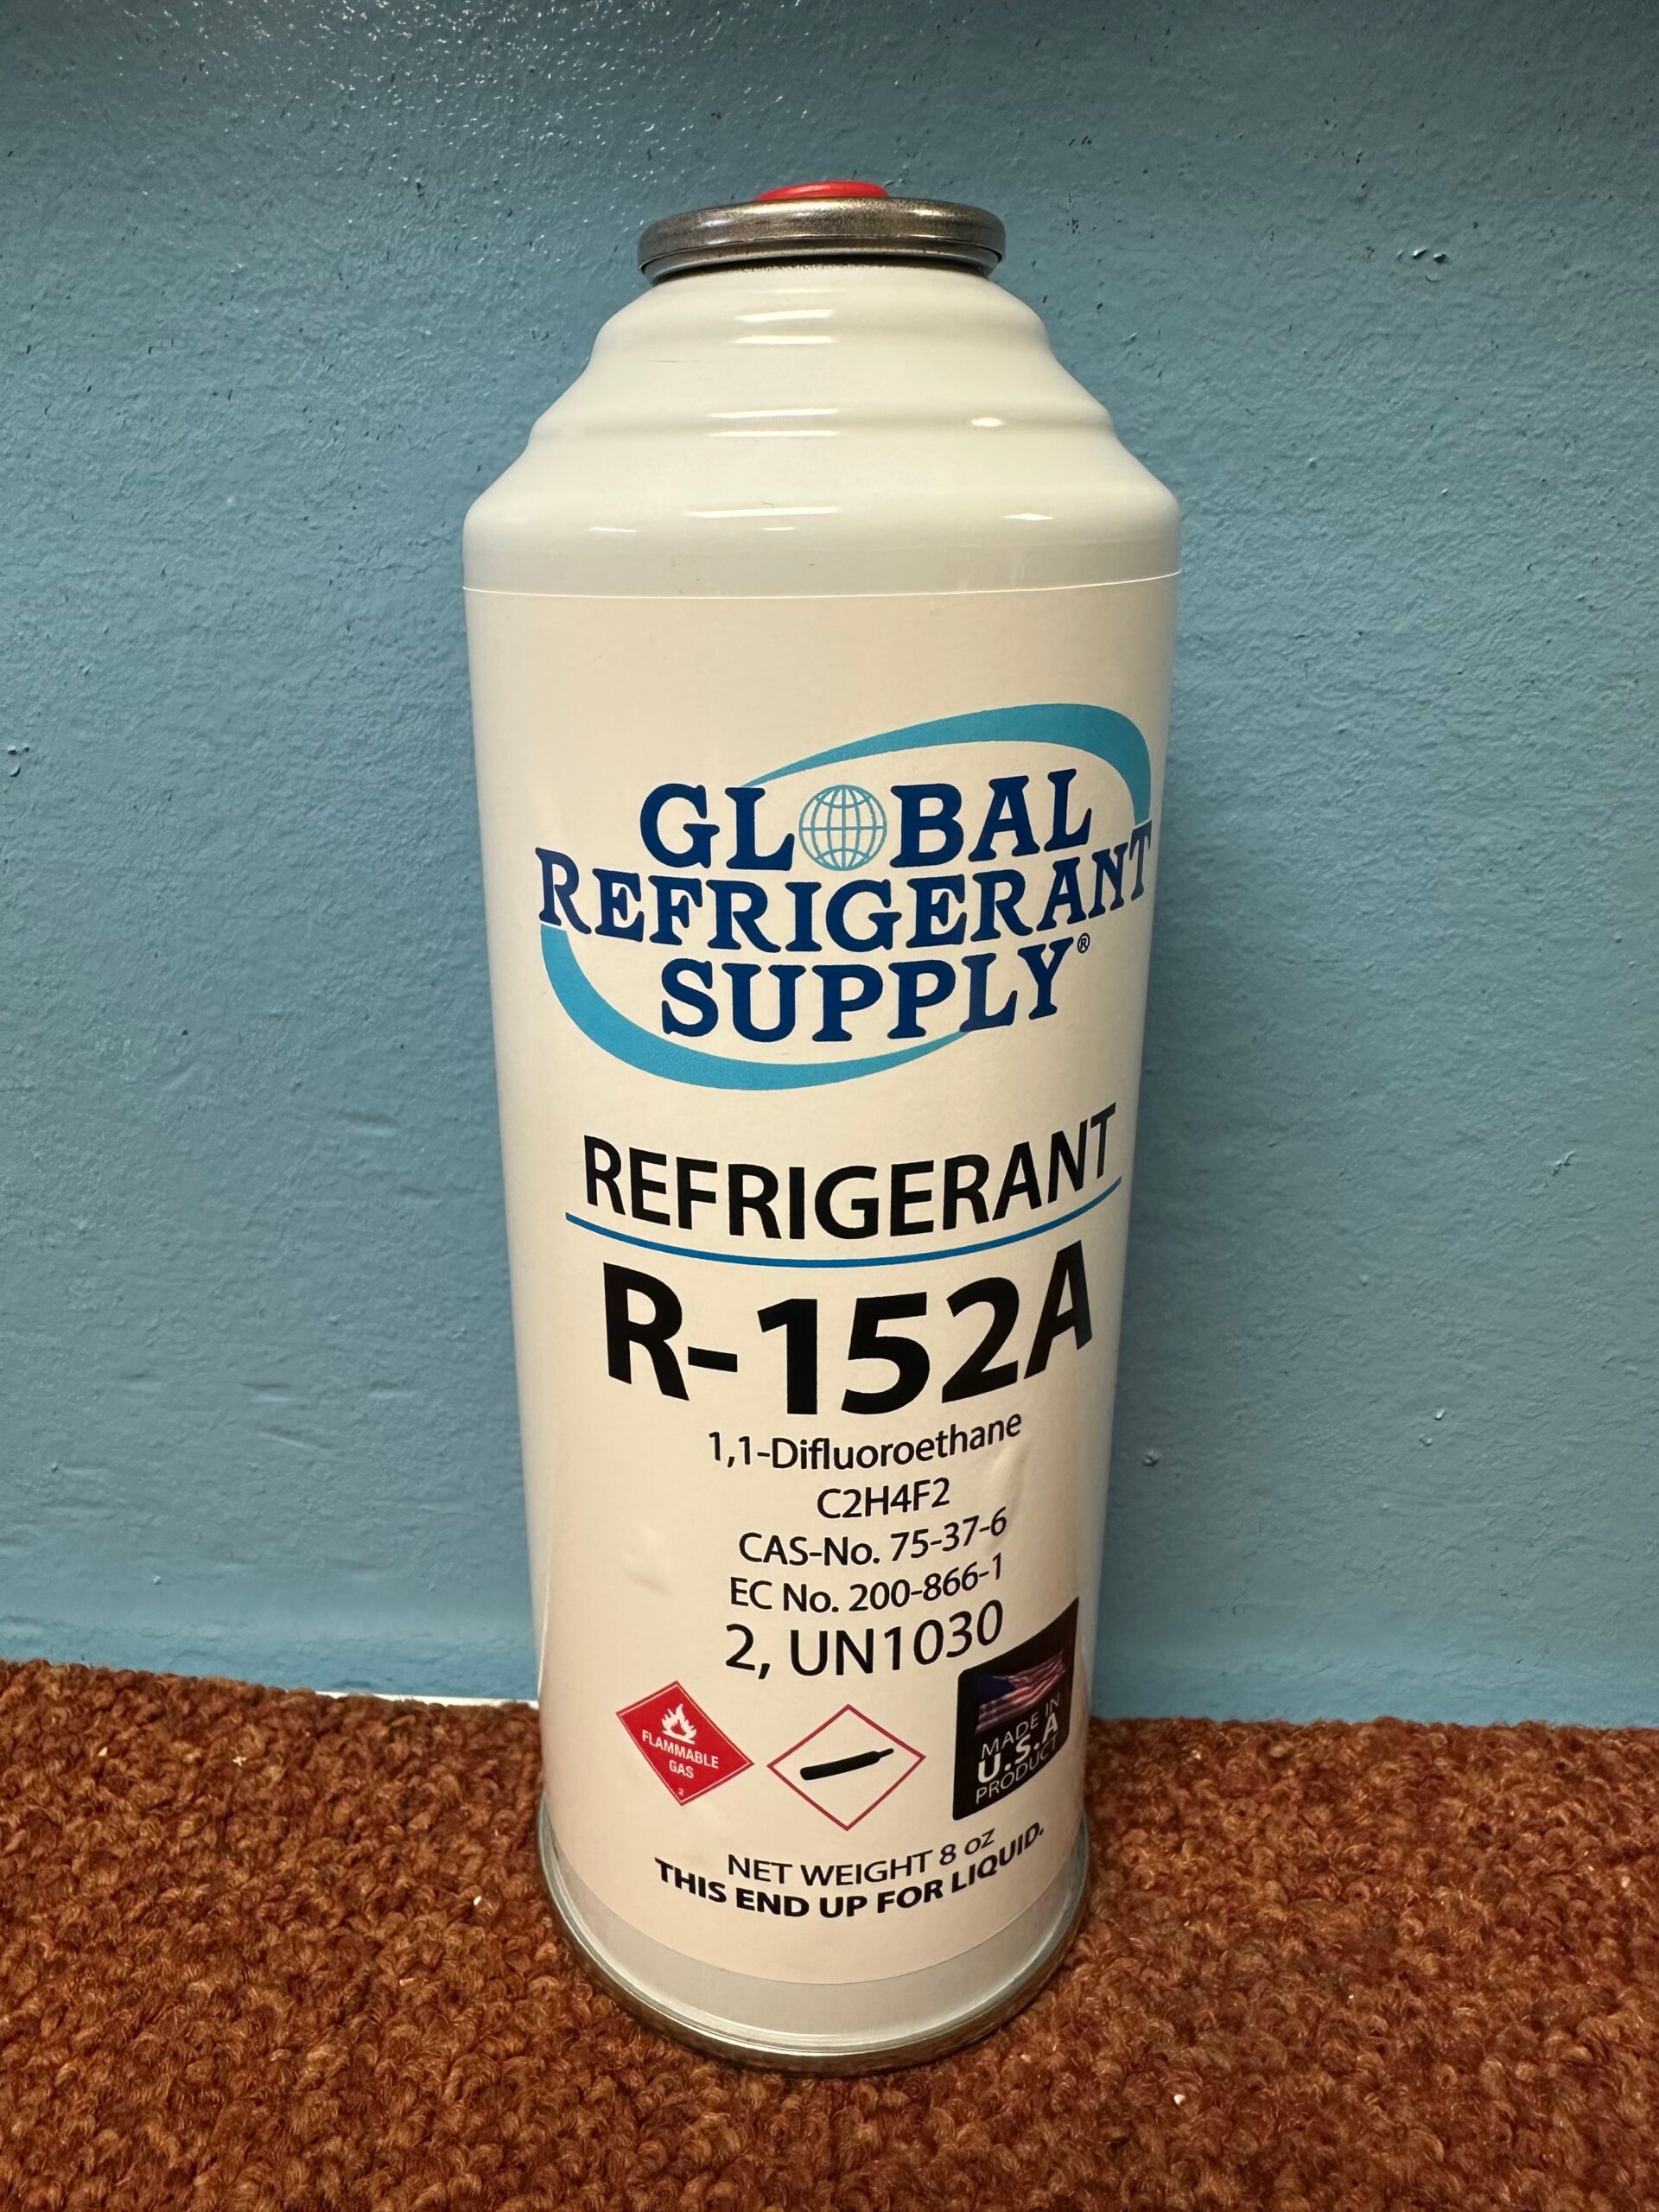 GLOBAL
REFRIGERANT
SUPPLY®
REFRIGERANT
R-152A
1,1-Difluoroethane
C2H4F2
CAS-No. 75-37-6
EC No. 200-866-1
2, UN1030
FLAMMABLE
GAS
2
MADE IN
U.S.A
PRODUCT
NET WEIGHT 8 oz
THIS END UP FOR LIQUID.